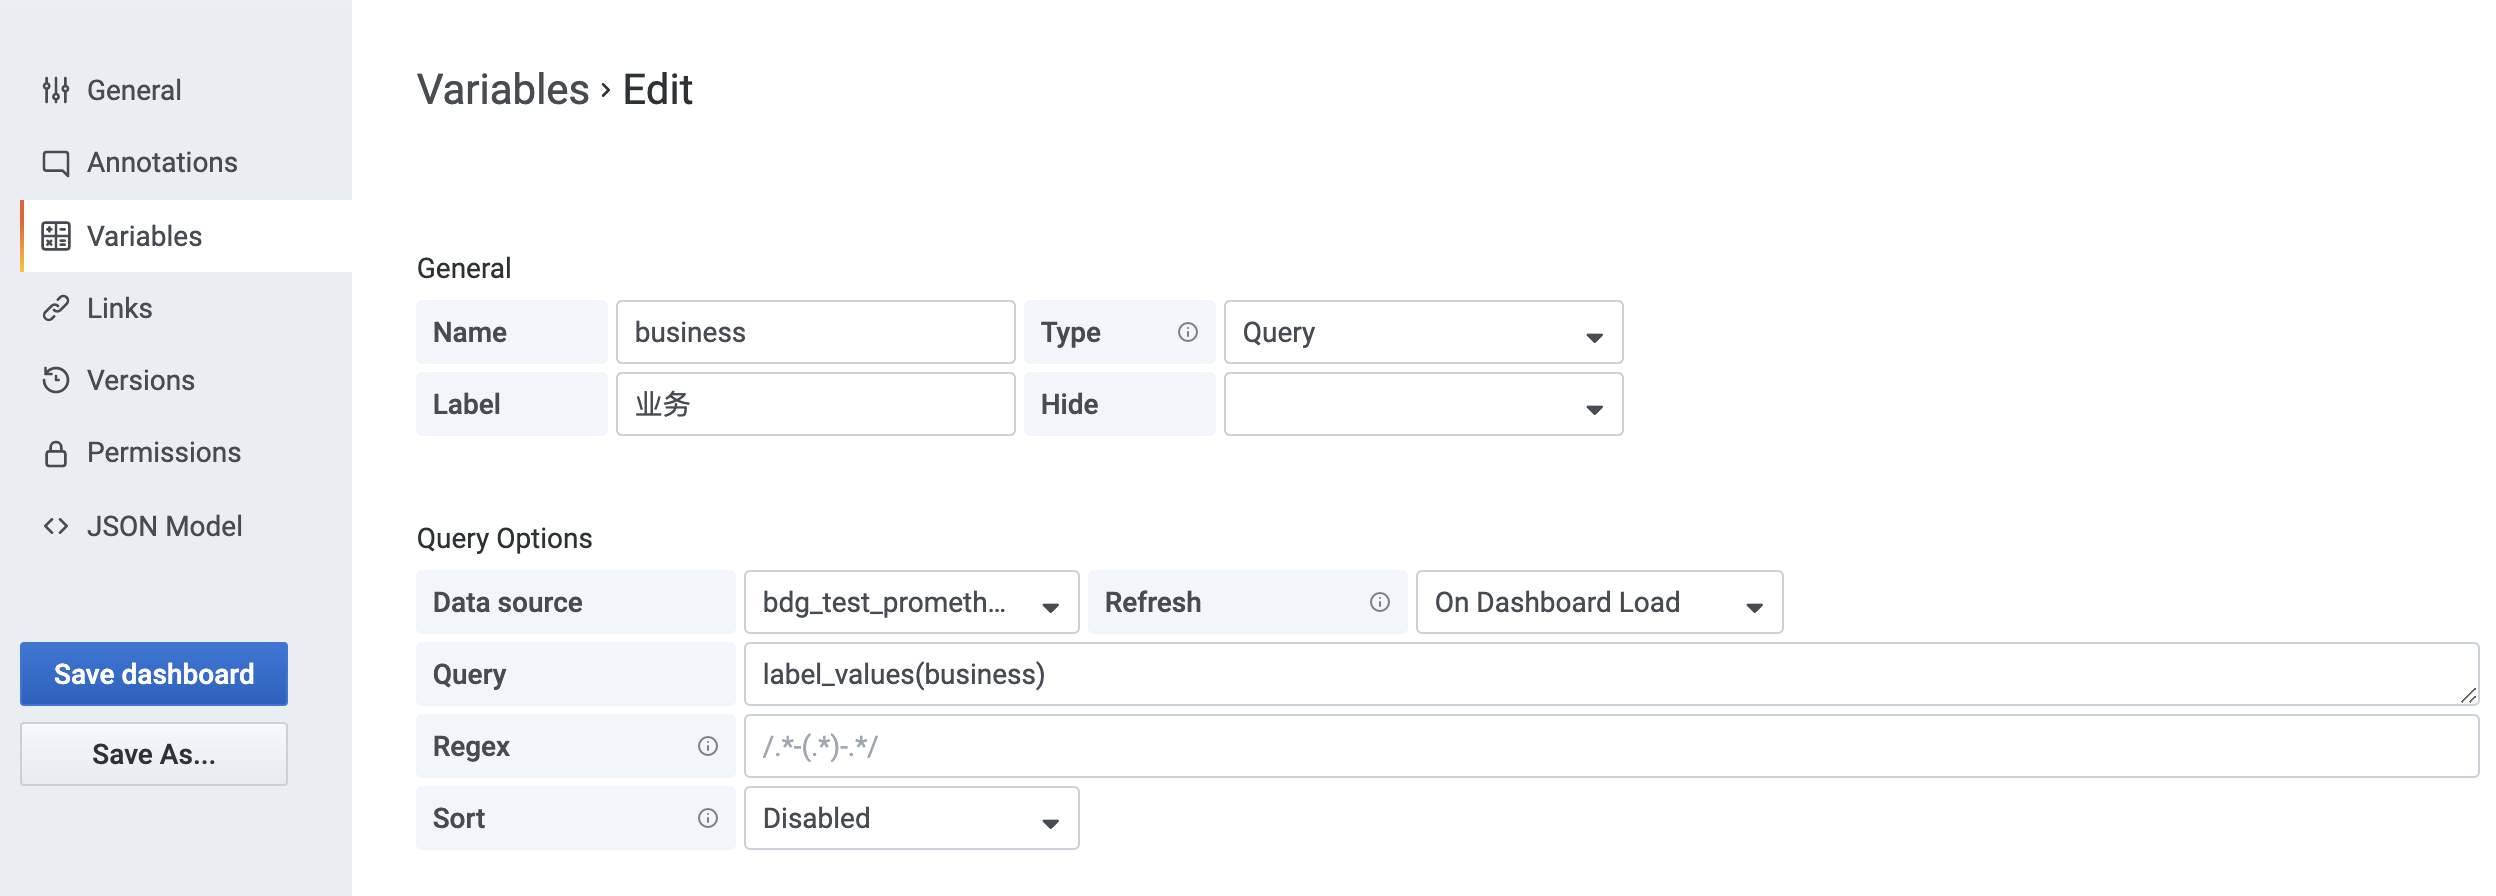 General
Annotations
Variables
Links
Versions
Permissions
JSON Model
Save dashboard
Save As...
Variables › Edit
General
Name business Type Query
Label 业务 Hide
Query Options
Data source bdg_test_prometh... Refresh On Dashboard Load
Query label_values(business)
Regex /.*-(.*)-.*/
Sort Disabled